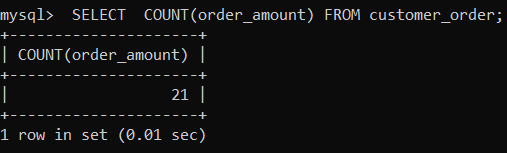 mysql>  SELECT  COUNT(order_amount) FROM customer_order;
+---------------------+
| COUNT(order_amount) |
+---------------------+
|                  21 |
+---------------------+
1 row in set (0.01 sec)